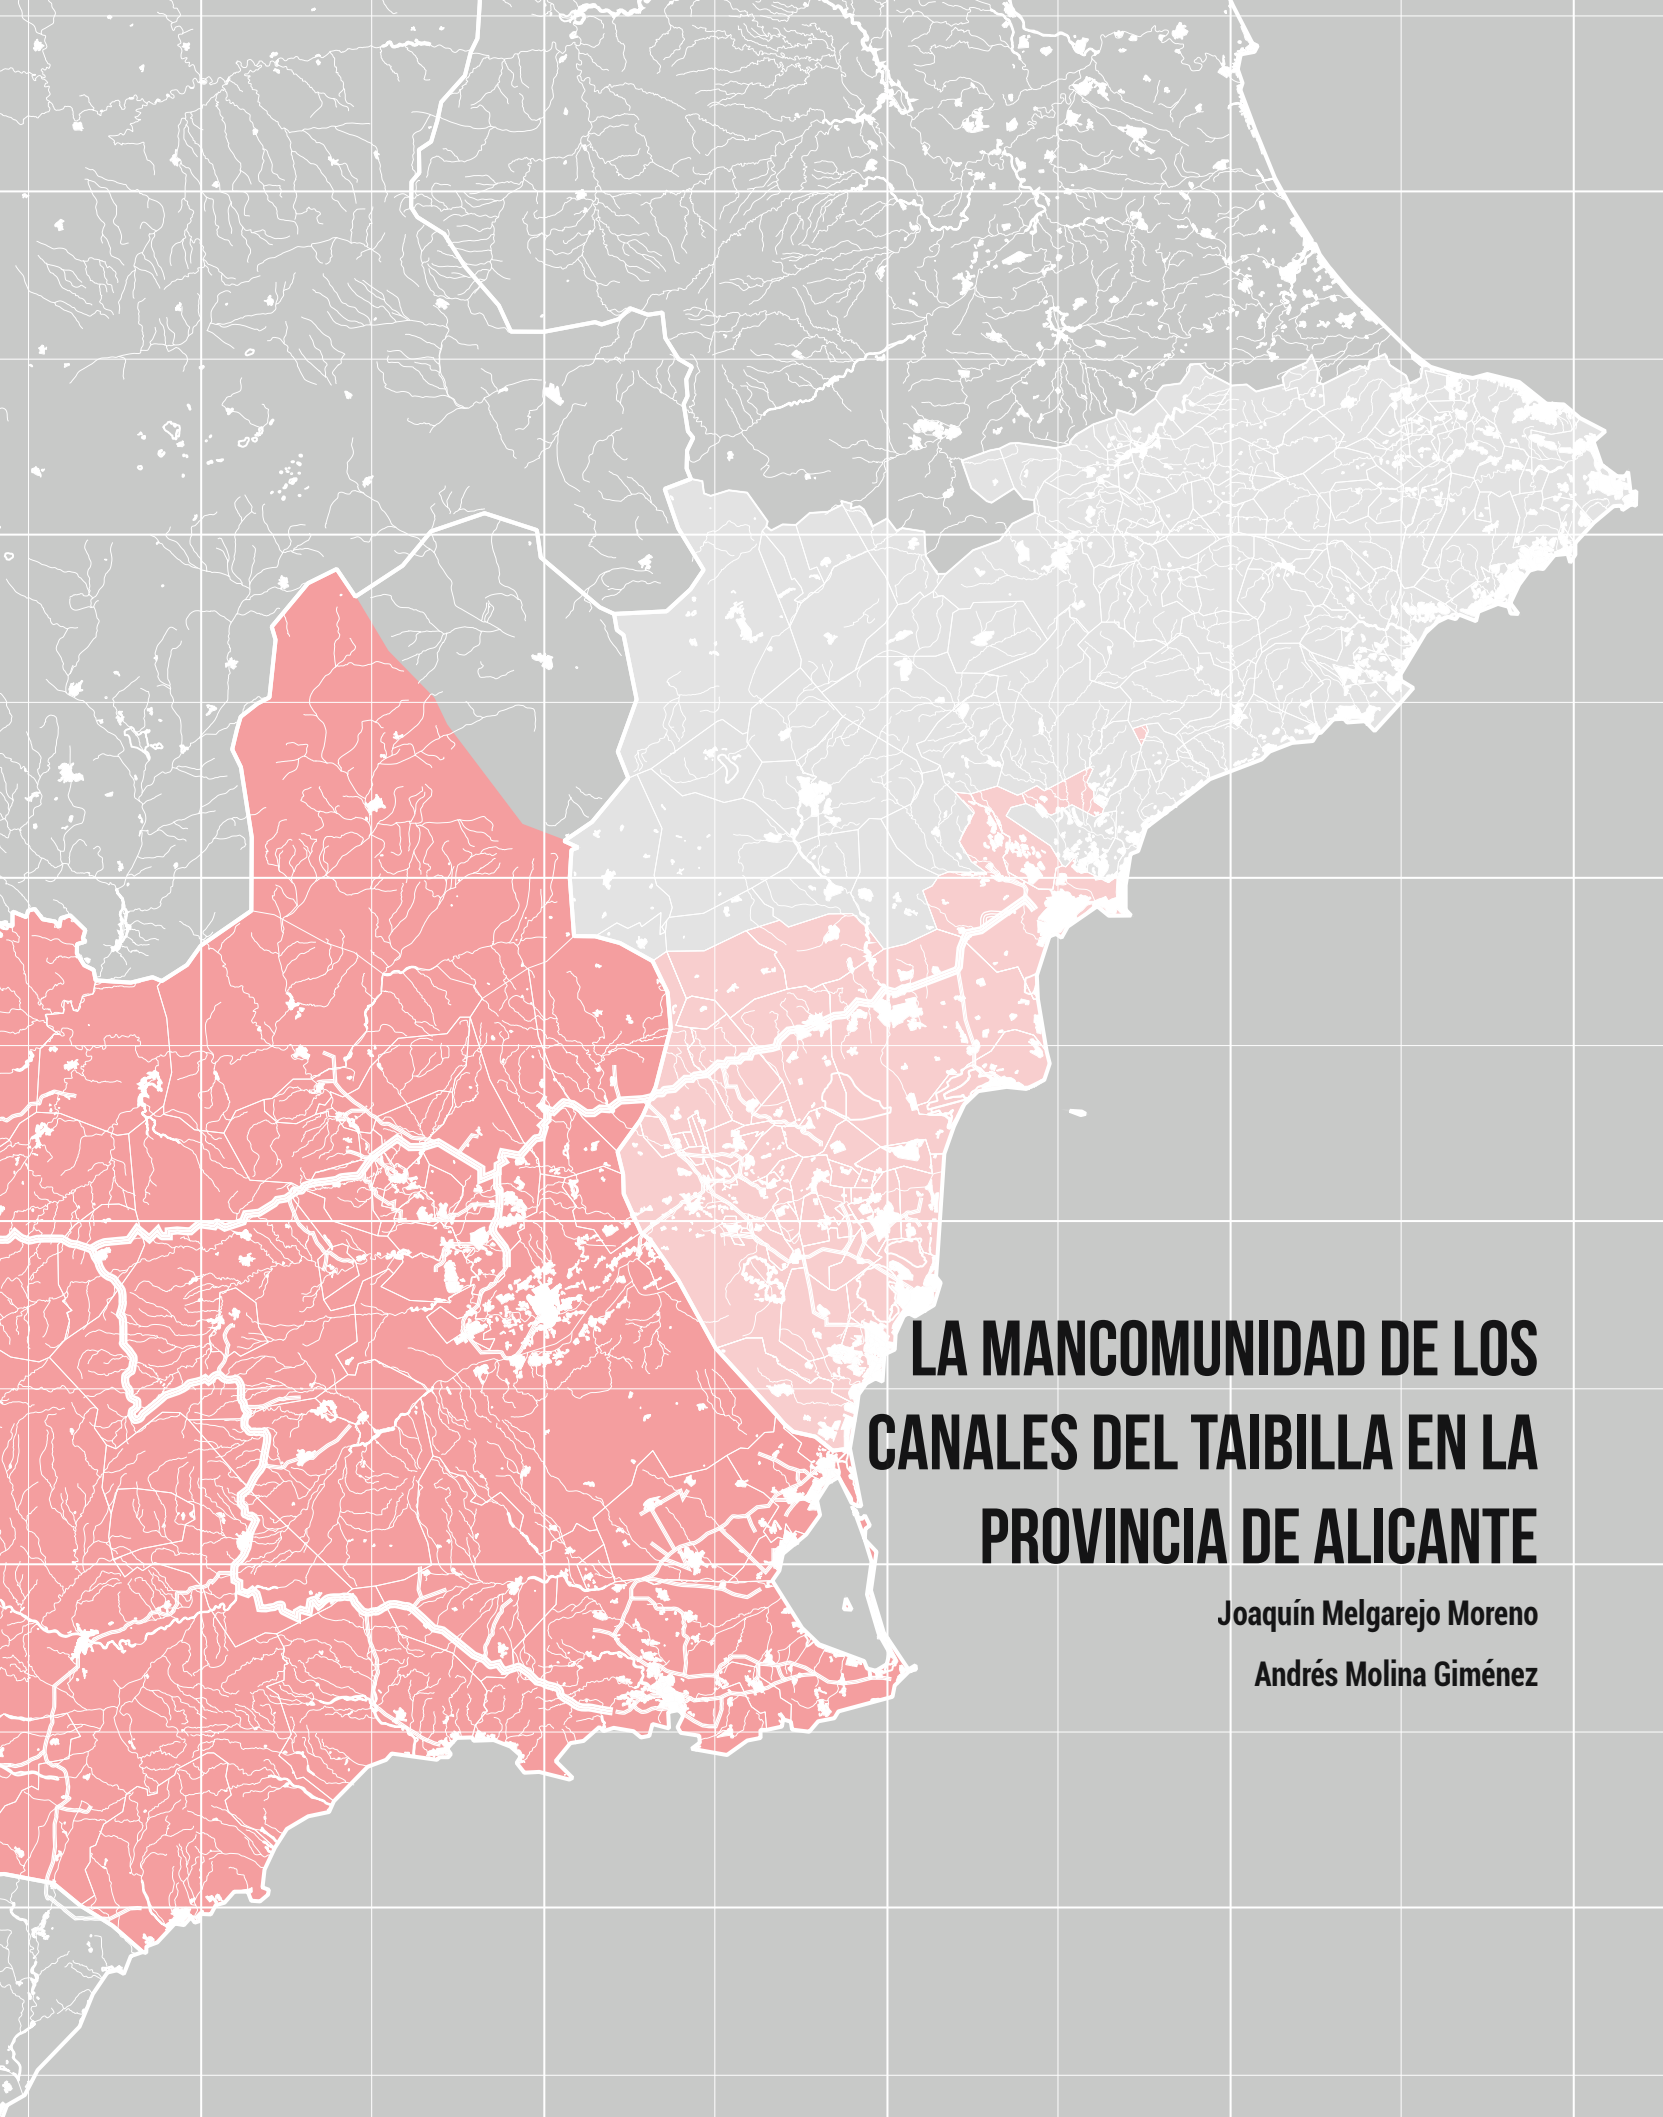 LA MANCOMUNIDAD DE LOS
CANALES DEL TAIBILLA EN LA
PROVINCIA DE ALICANTE
Joaquín Melgarejo Moreno
Andrés Molina Giménez